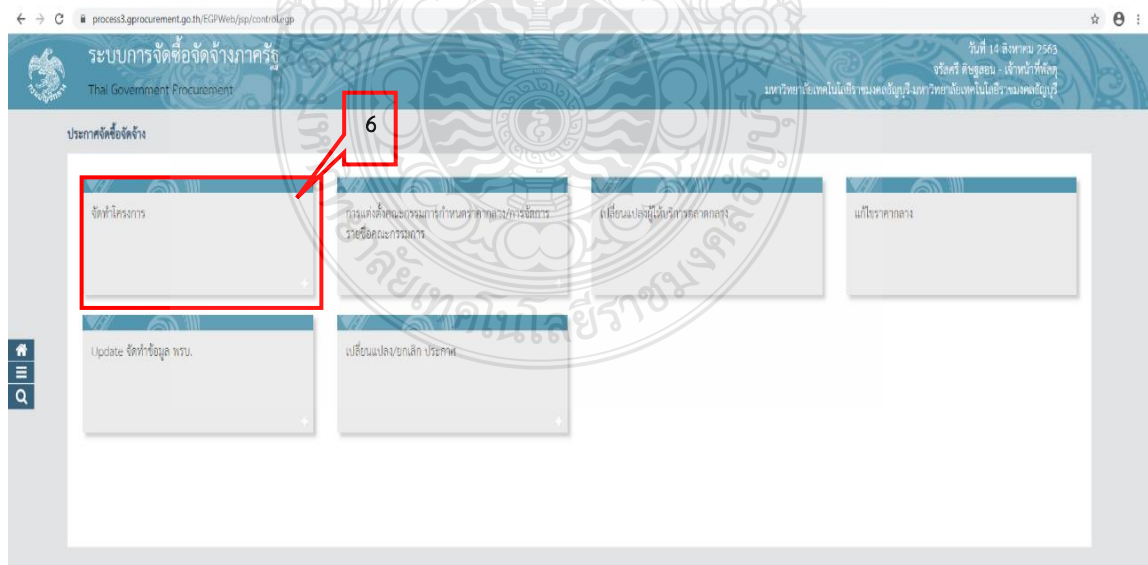 process3.gprocurement.go.th/EGPWeb/jsp/control.egp
ระบบการจัดซื้อจัดจ้างภาครัฐ
Thai Government Procurement
วันที่ 14 สิงหาคม 2563
จรัลศรี ดิษฐสอน - เจ้าหน้าที่พัสดุ
มหาวิทยาลัยเทคโนโลยีราชมงคลธัญบุรี-มหาวิทยาลัยเทคโนโลยีราชมงคลธัญบุรี
ประกาศจัดซื้อจัดจ้าง
6
จัดทำโครงการ
การแต่งตั้งคณะกรรมการกำหนดราคากลาง/การจัดการ
รายชื่อคณะกรรมการ
เปลี่ยนแปลงผู้ให้บริการตลาดกลาง
แก้ไขราคากลาง
Update จัดทำข้อมูล พรบ.
เปลี่ยนแปลง/ยกเลิก ประกาศ